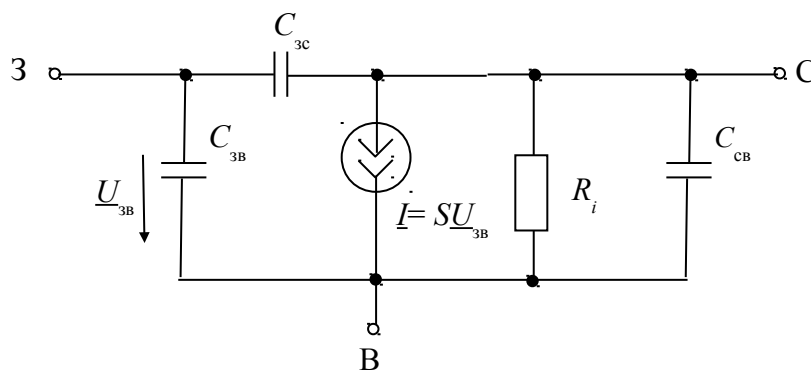 C зс
З
С
C зв
C св
U зв
R i
I = SU зв
В